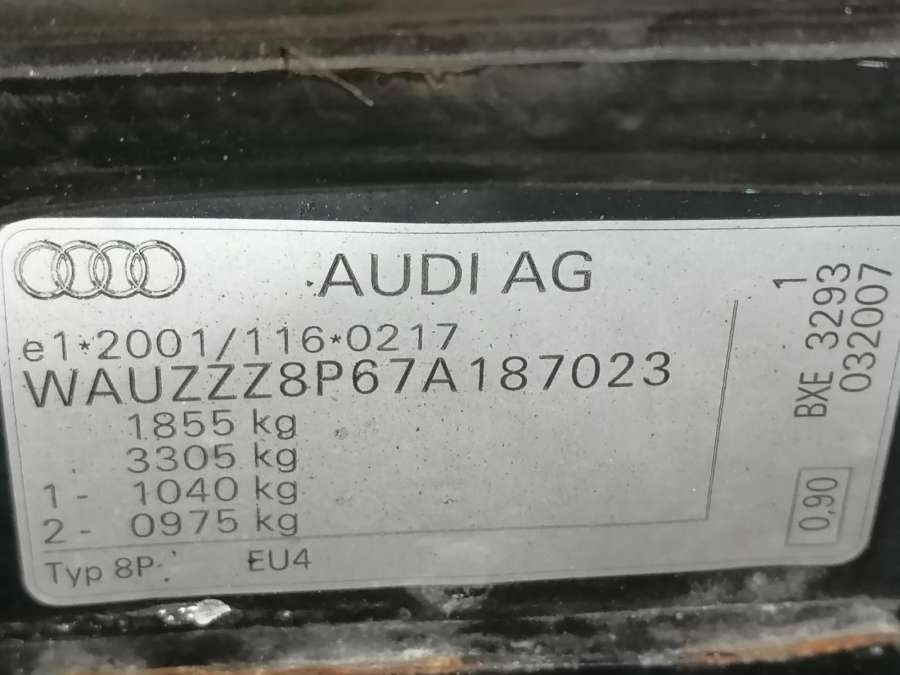 AUDI AG
e1*2001/116*0217
WAUZZZ8P67A187023
1855 kg
3305 kg
1 - 1040 kg
2 - 0975 kg
Typ 8P EU4
1
BXE 3293
032007
0,90